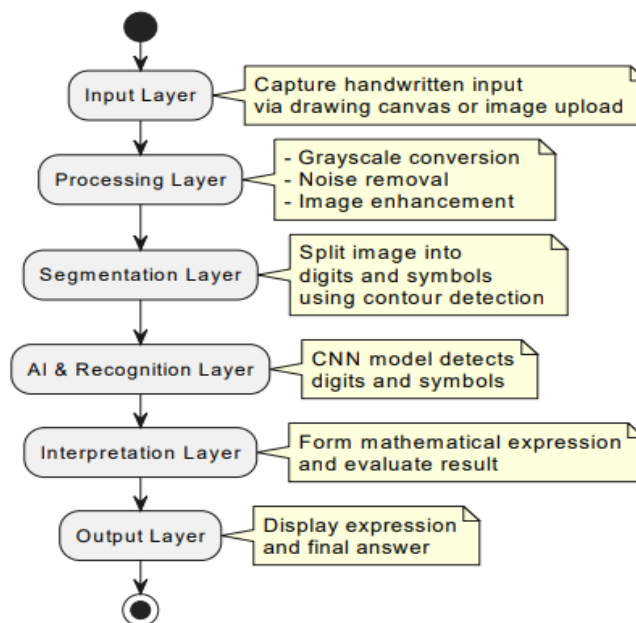 Input Layer
Capture handwritten input
via drawing canvas or image upload
Processing Layer
- Grayscale conversion
- Noise removal
- Image enhancement
Segmentation Layer
Split image into
digits and symbols
using contour detection
AI & Recognition Layer
CNN model detects
digits and symbols
Interpretation Layer
Form mathematical expression
and evaluate result
Output Layer
Display expression
and final answer